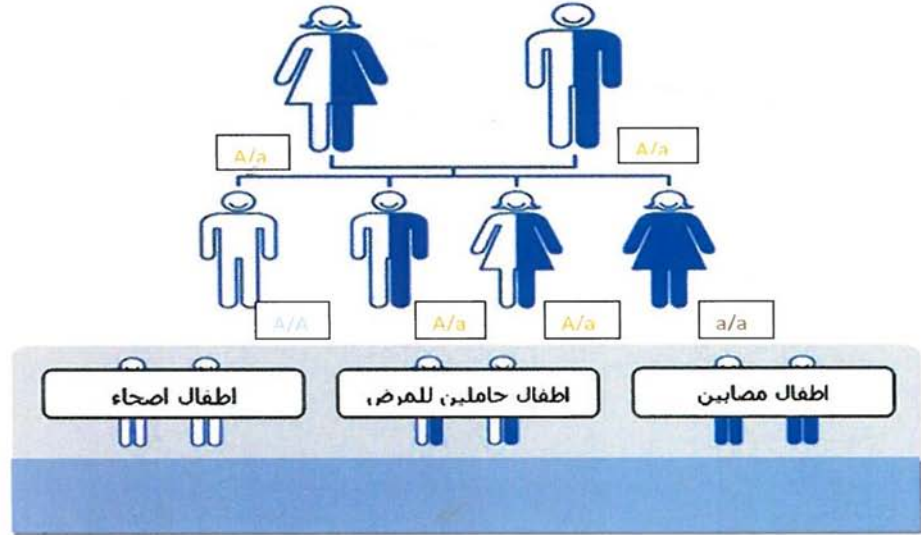 A/a
A/a
A/A
A/a
A/a
a/a
اطفال اصحاء
اطفال حاملين للمرض
اطفال مصابين